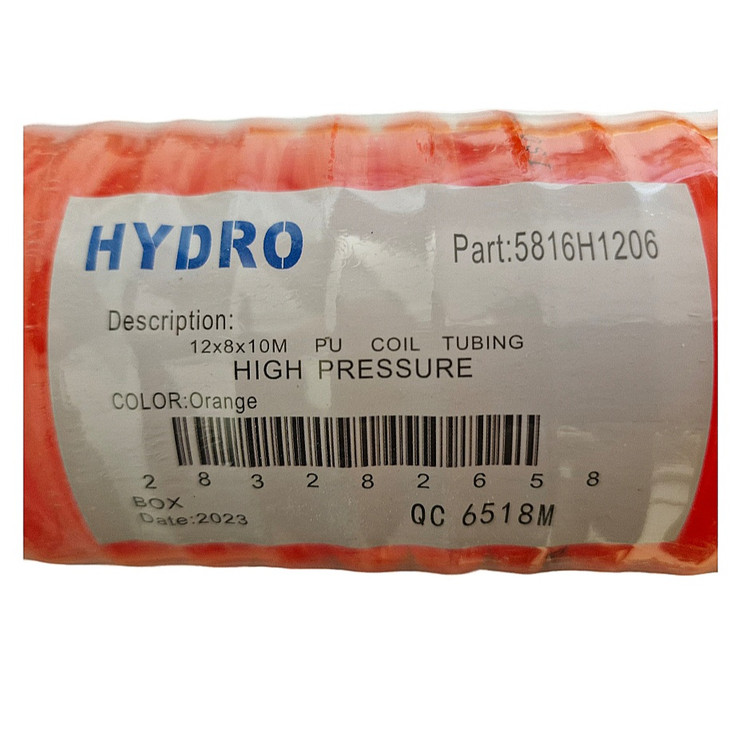 HYDRO
Part:5816H1206
Description:
12x8x10M PU COIL TUBING
HIGH PRESSURE
COLOR:Orange
2 8 3 2 8 2 6 5 8
BOX
Date:2023
QC 6518M